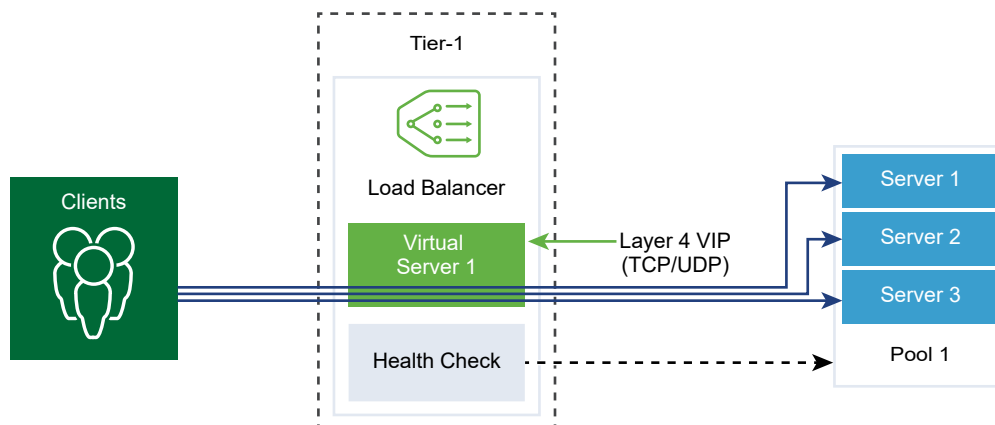 Tier-1
Load Balancer
Clients
Virtual
Server 1
Layer 4 VIP
(TCP/UDP)
Health Check
Server 1
Server 2
Server 3
Pool 1